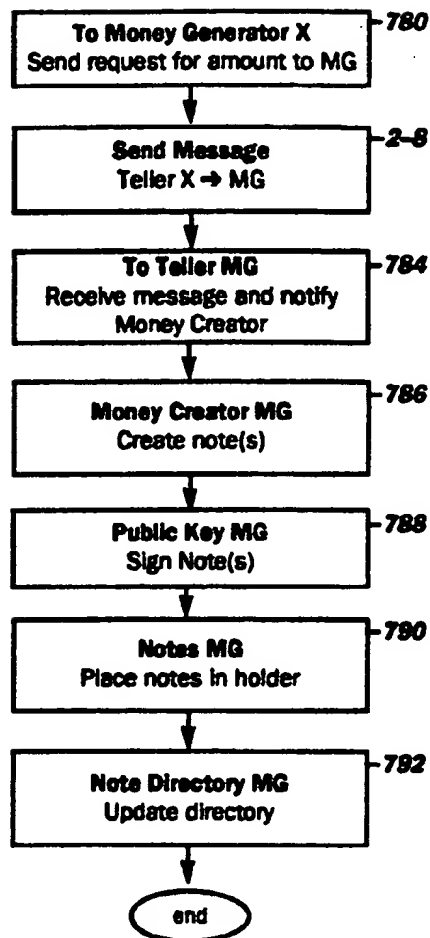 To Money Generator X
Send request for amount to MG
780
Send Message
Teller X → MG
2-8
To Teller MG
Receive message and notify
Money Creator
784
Money Creator MG
Create note(s)
786
Public Key MG
Sign Note(s)
788
Notes MG
Place notes in holder
790
Note Directory MG
Update directory
792
end